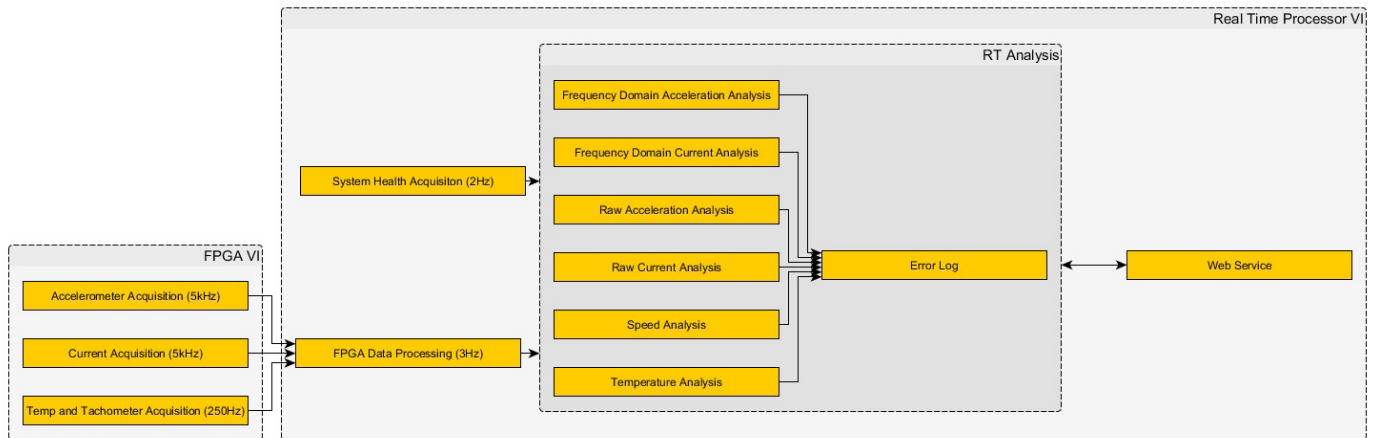 Real Time Processor VI
RT Analysis
Frequency Domain Acceleration Analysis
Frequency Domain Current Analysis
System Health Acquisiton (2Hz)
Raw Acceleration Analysis
FPGA VI
Raw Current Analysis
Error Log
Web Service
Accelerometer Acquisition (5kHz)
Speed Analysis
Current Acquisition (5kHz)
FPGA Data Processing (3Hz)
Temperature Analysis
Temp and Tachometer Acquisition (250Hz)